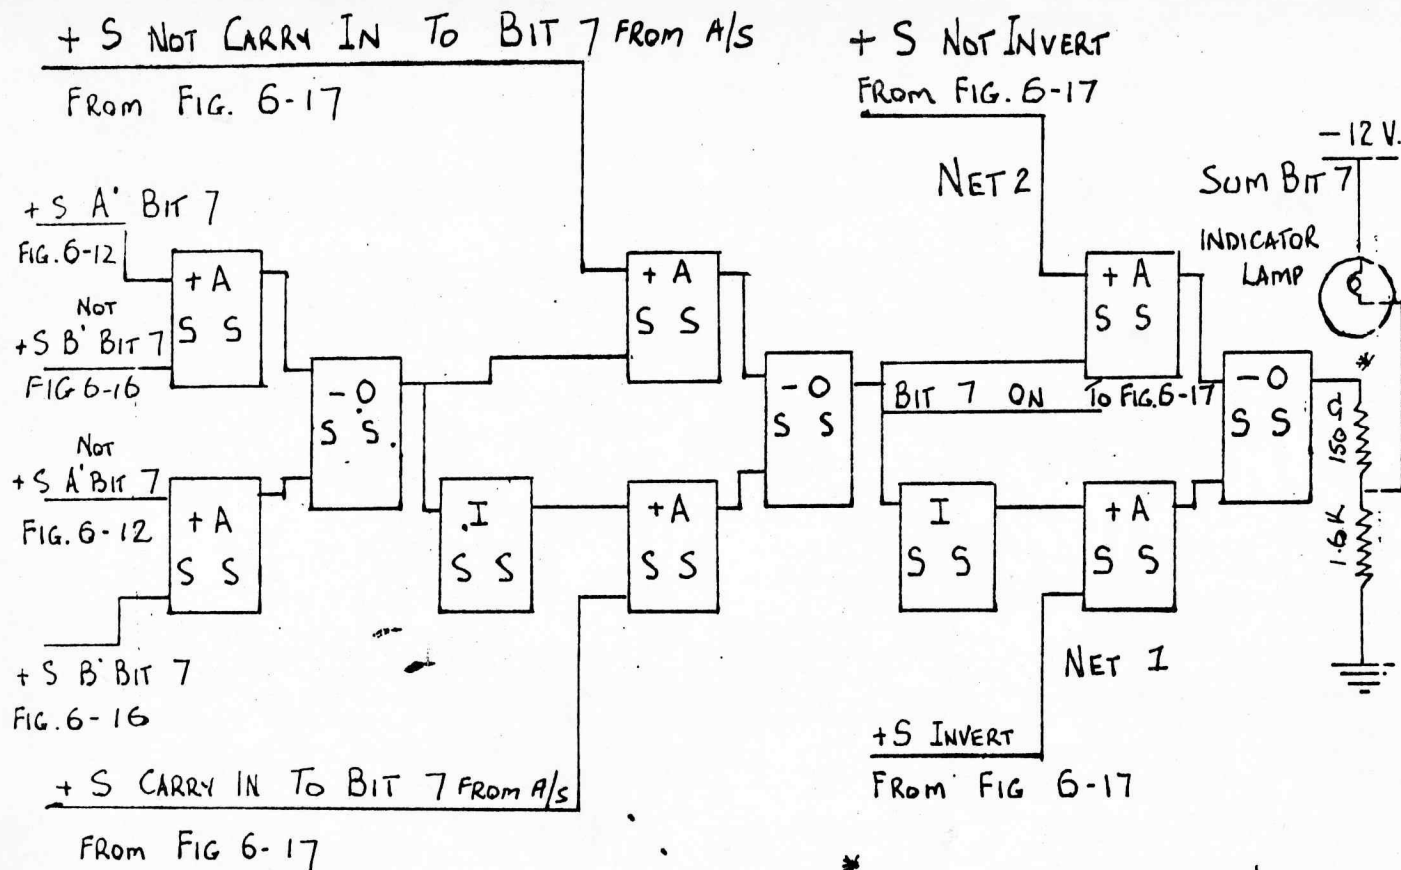 + S NOT CARRY IN TO BIT 7 FROM A/S
FROM FIG. 6-17
+ S NOT INVERT
FROM FIG. 6-17
-12 V.
NET 2
SUM BIT 7
INDICATOR
LAMP
+ S A' BIT 7
FIG. 6-12
+ A
S S
NOT
+S B' BIT 7
FIG 6-16
- O
S S.
NOT
+ S A' BIT 7
FIG. 6-12
+ A
S S
+ S B' BIT 7
FIG. 6-16
.I
S S
+ A
S S
+A
S S
- O
S S
BIT 7 ON TO FIG. 6-17
I
S S
+ A
S S
+ A
S S
- O
S S
*
150 Ω
1.6K
NET 1
+S INVERT
FROM FIG 6-17
+ S CARRY IN TO BIT 7 FROM A/S
FROM FIG 6-17
*